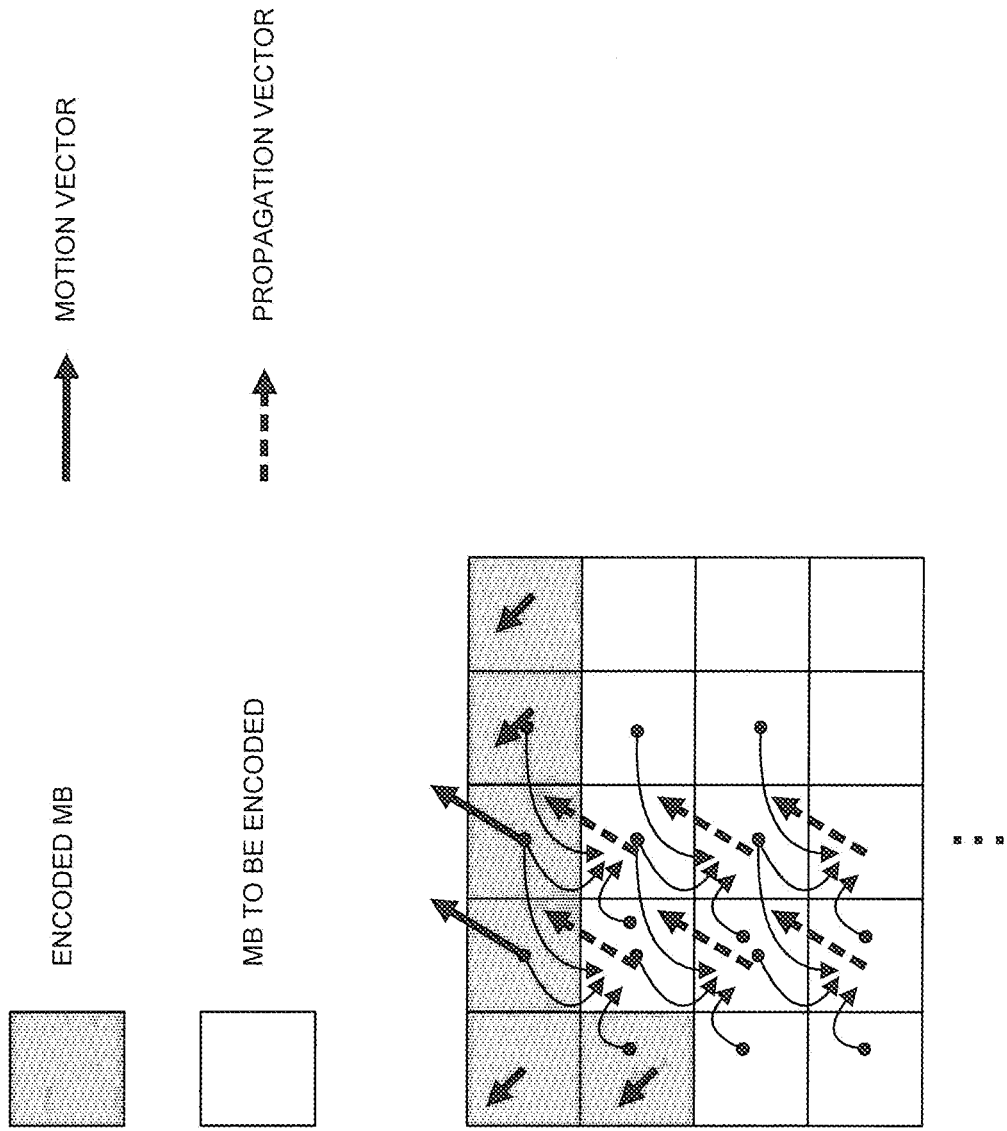 ENCODED MB
MB TO BE ENCODED
MOTION VECTOR
PROPAGATION VECTOR